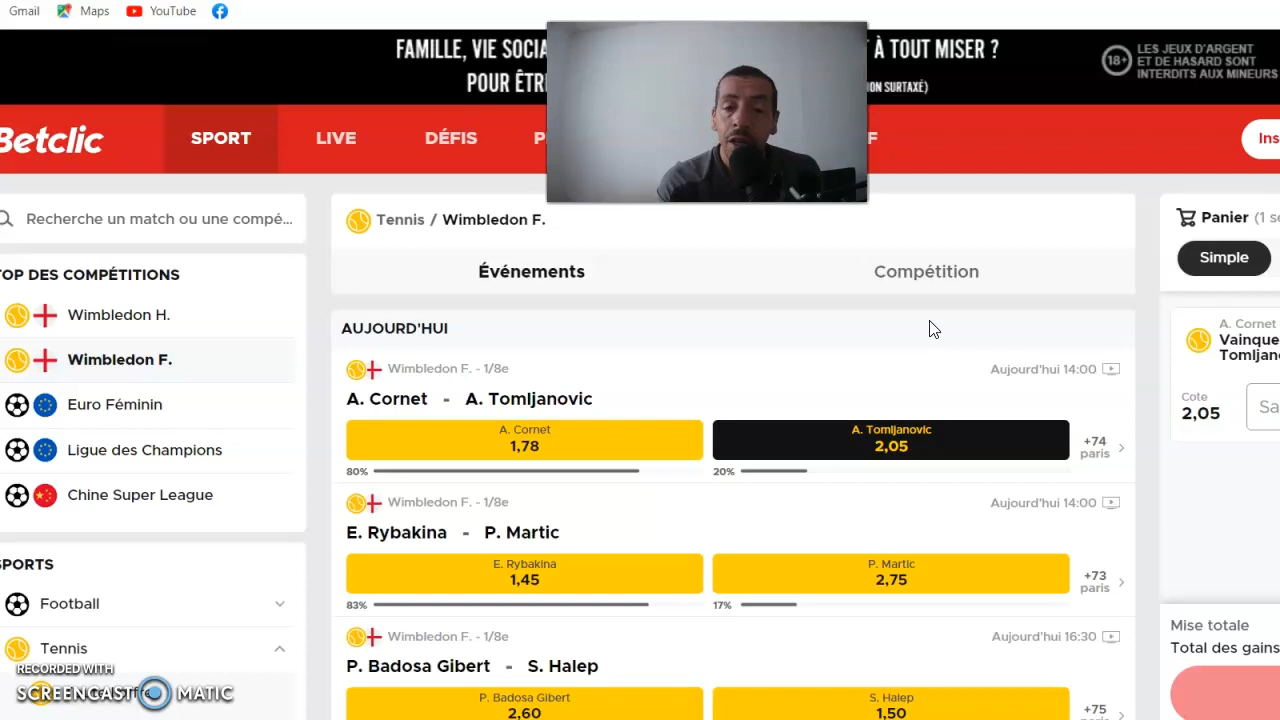 Gmail Maps YouTube
FAMILLE, VIE SOCIA À TOUT MISER ?
POUR ÊTR ON SURTAXÉ)
18+ LES JEUX D'ARGENT
ET DE HASARD SONT
INTERDITS AUX MINEURS
Betclic SPORT LIVE DÉFIS P F Ins
Recherche un match ou une compé...
TOP DES COMPÉTITIONS
Wimbledon H.
Wimbledon F.
Euro Féminin
Ligue des Champions
Chine Super League
SPORTS
Football
Tennis
RECORDED WITH
SCREENCAST MATIC
Tennis / Wimbledon F.
Événements Compétition
AUJOURD'HUI
Wimbledon F. - 1/8e Aujourd'hui 14:00
A. Cornet - A. Tomljanovic
A. Cornet A. Tomljanovic
1,78 2,05
+74
paris
80% 20%
Wimbledon F. - 1/8e Aujourd'hui 14:00
E. Rybakina - P. Martic
E. Rybakina P. Martic
1,45 2,75
+73
paris
83% 17%
Wimbledon F. - 1/8e Aujourd'hui 16:30
P. Badosa Gibert - S. Halep
P. Badosa Gibert S. Halep
2,60 1,50
+75
paris
Panier (1 sé
Simple
A. Cornet
Vainque
Tomljano
Cote
2,05
Sa
Mise totale
Total des gains